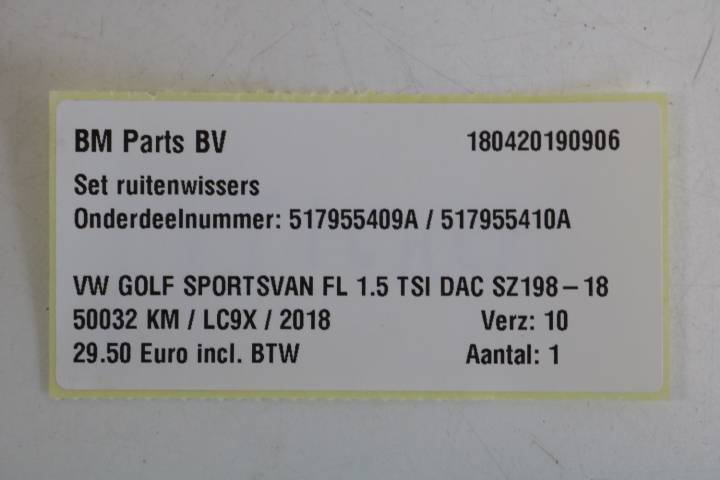 BM Parts BV 180420190906
Set ruitenwissers
Onderdeelnummer: 517955409A / 517955410A
VW GOLF SPORTSVAN FL 1.5 TSI DAC SZ198-18
50032 KM / LC9X / 2018 Verz: 10
29.50 Euro incl. BTW Aantal: 1